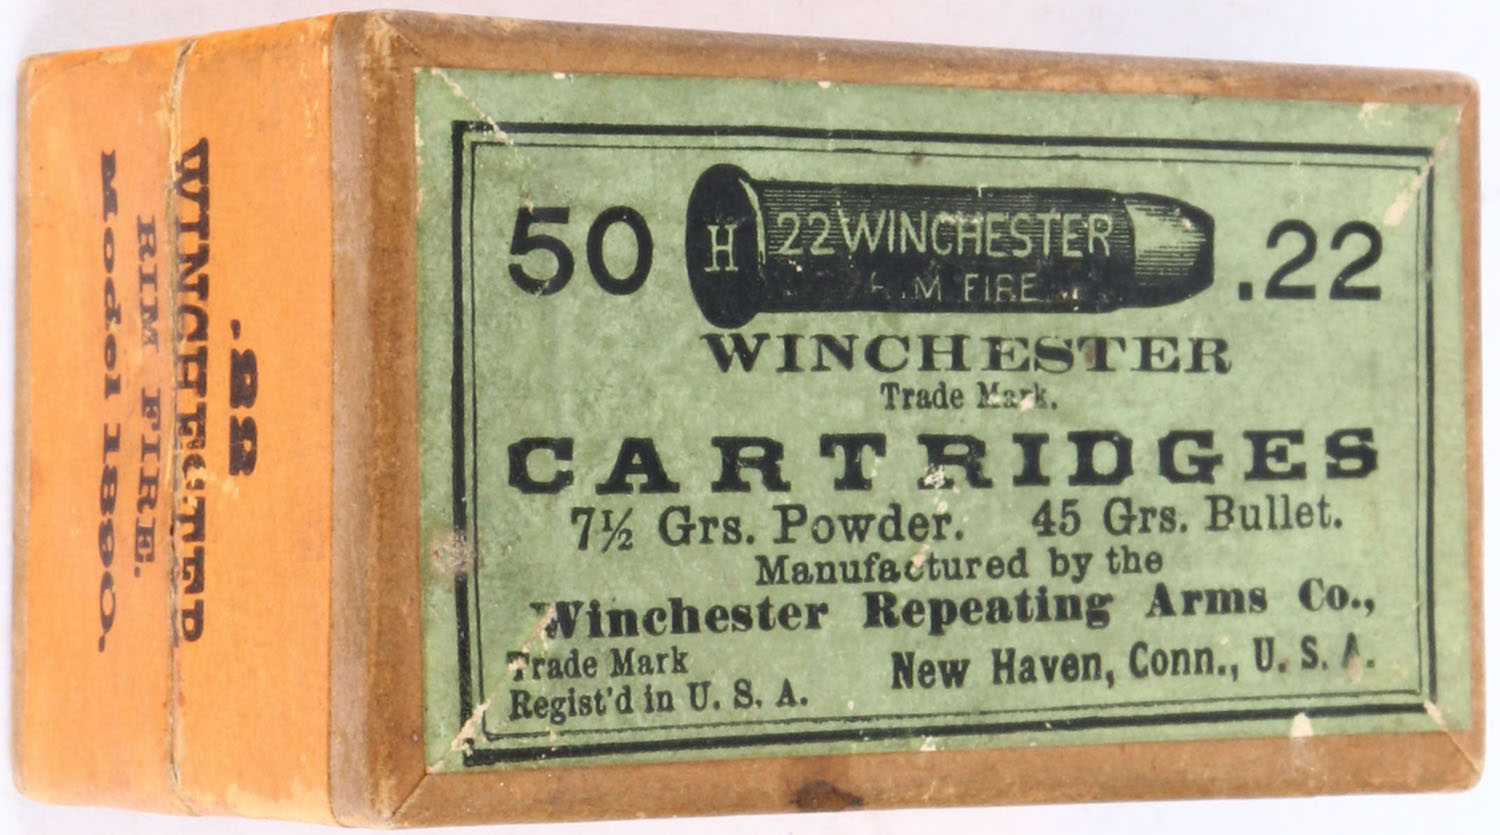 50 .22
H
22 WINCHESTER
RIM FIRE
WINCHESTER
Trade Mark.
CARTRIDGES
7½ Grs. Powder. 45 Grs. Bullet.
Manufactured by the
Winchester Repeating Arms Co.,
New Haven, Conn., U. S. A.
Trade Mark
Regist'd in U. S. A.
.22
WINCHESTER
RIM FIRE.
Model 1890.